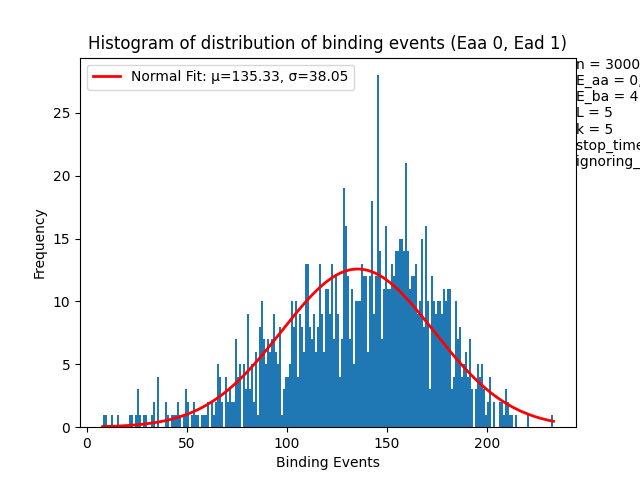 Histogram of distribution of binding events (Eaa 0, Ead 1)
Normal Fit: μ=135.33, σ=38.05
n = 3000
E_aa = 0,
E_ba = 4
L = 5
k = 5
stop_time
ignoring_
Frequency
25
20
15
10
5
0
0 50 100 150 200
Binding Events